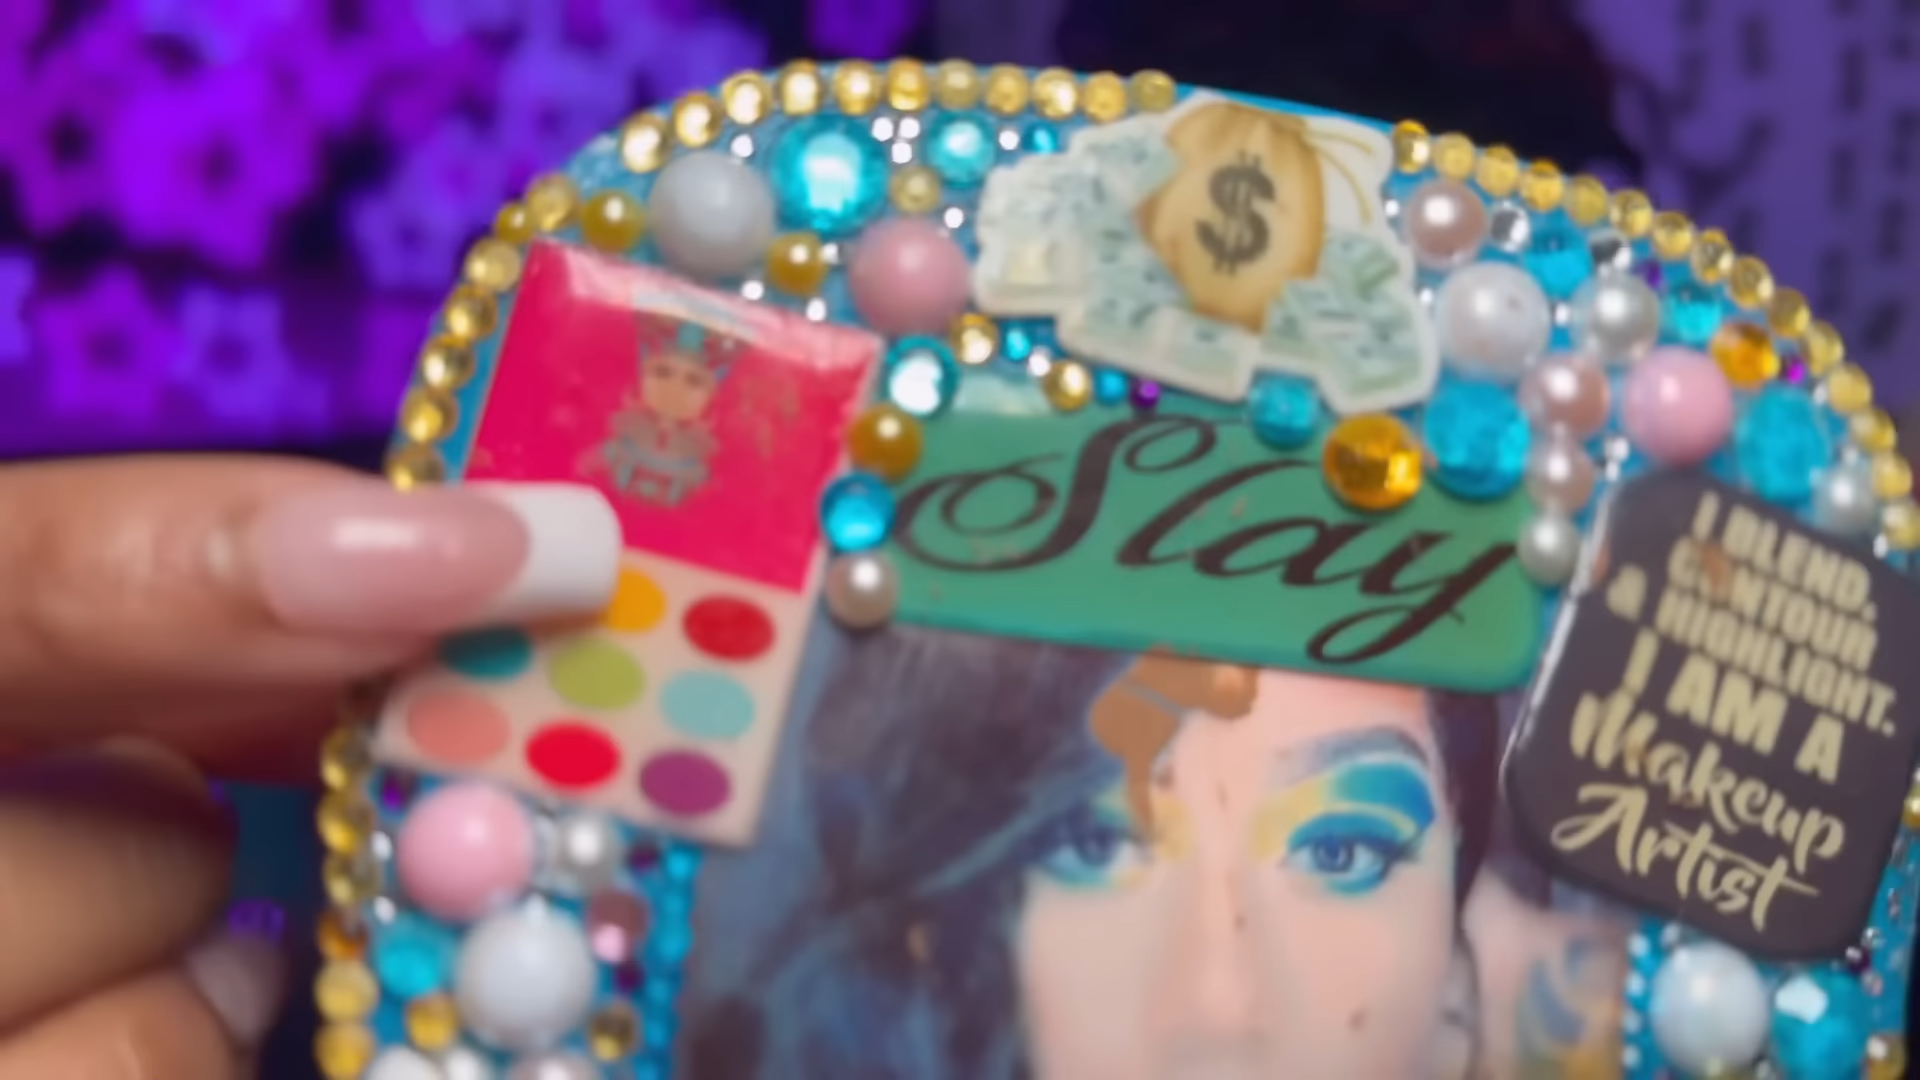 $
Slay
I BLEND,
CONTOUR
& HIGHLIGHT.
I AM A
Makeup
Artist